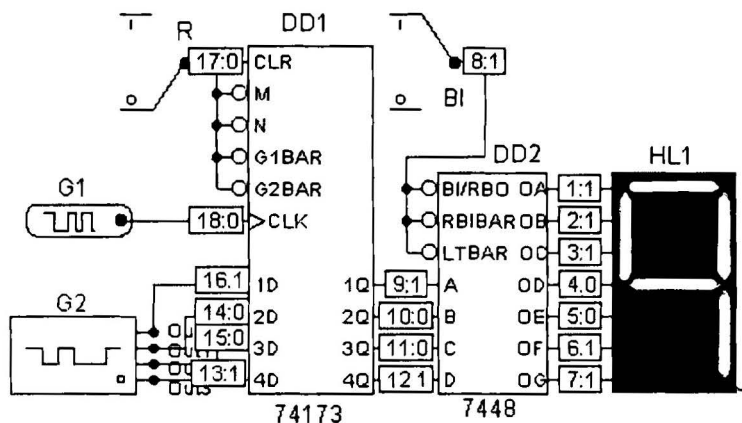 DD1
R
17:0 CLR
8:1
M
BI
N
G1BAR
DD2
HL1
G1
G2BAR
BI/RBO OA 1:1
18:0 CLK
RBIBAR OB 2:1
LTBAR OC 3:1
16.1 1D 1Q 9:1 A OD 4.0
G2
14:0 2D 2Q 10:0 B OE 5:0
15:0 3D 3Q 11:0 C OF 6.1
13:1 4D 4Q 12 1 D OG 7:1
74173
7448